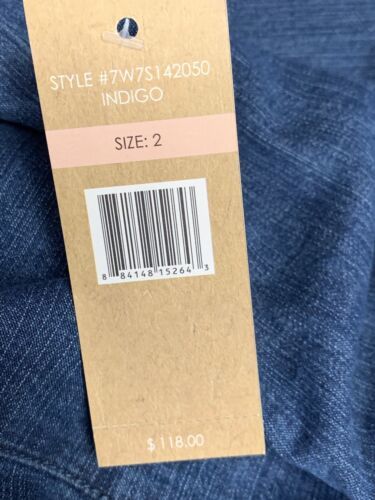 STYLE #7W7S142050
INDIGO
SIZE: 2
8 84148 15264 3
$ 118.00